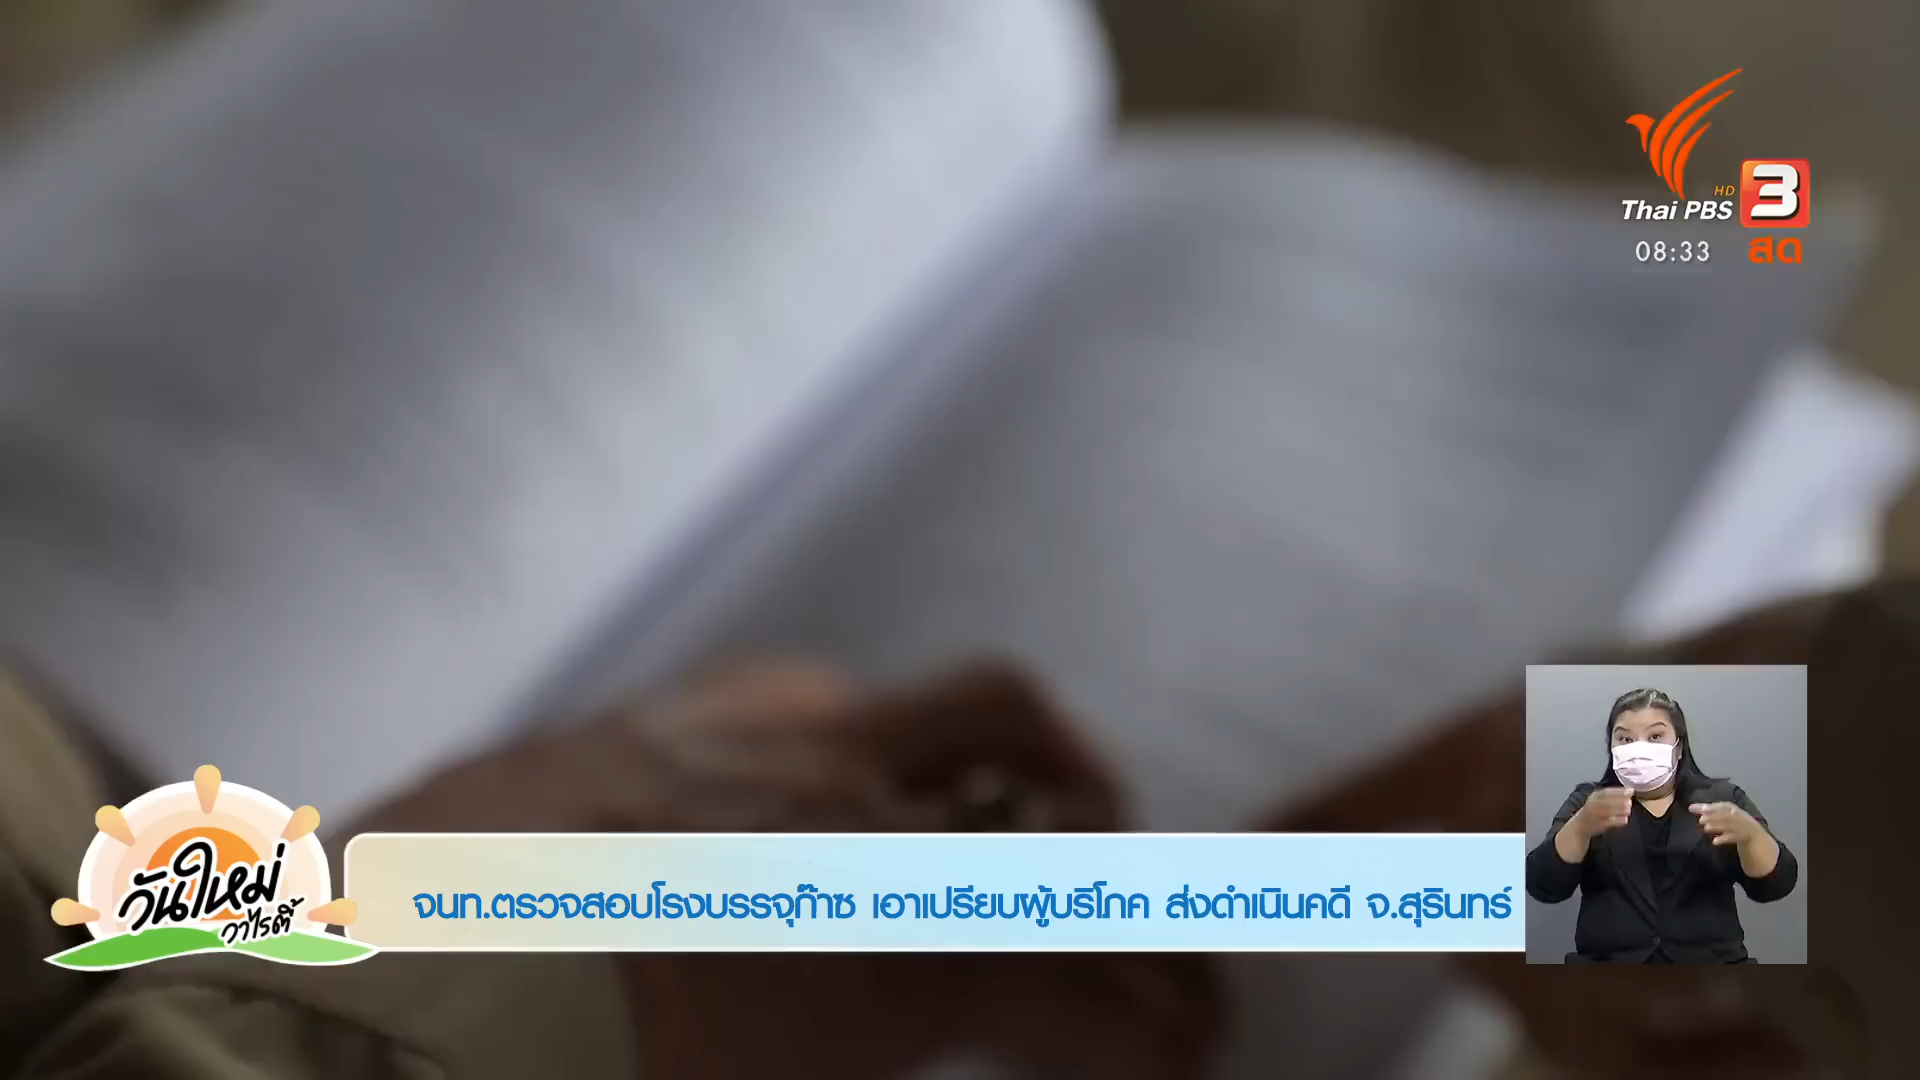 HD
Thai PBS 3
08:33 สด
วันใหม่
วาไรตี้
จนท.ตรวจสอบโรงบรรจุก๊าซ เอาเปรียบผู้บริโภค ส่งดำเนินคดี จ.สุรินทร์